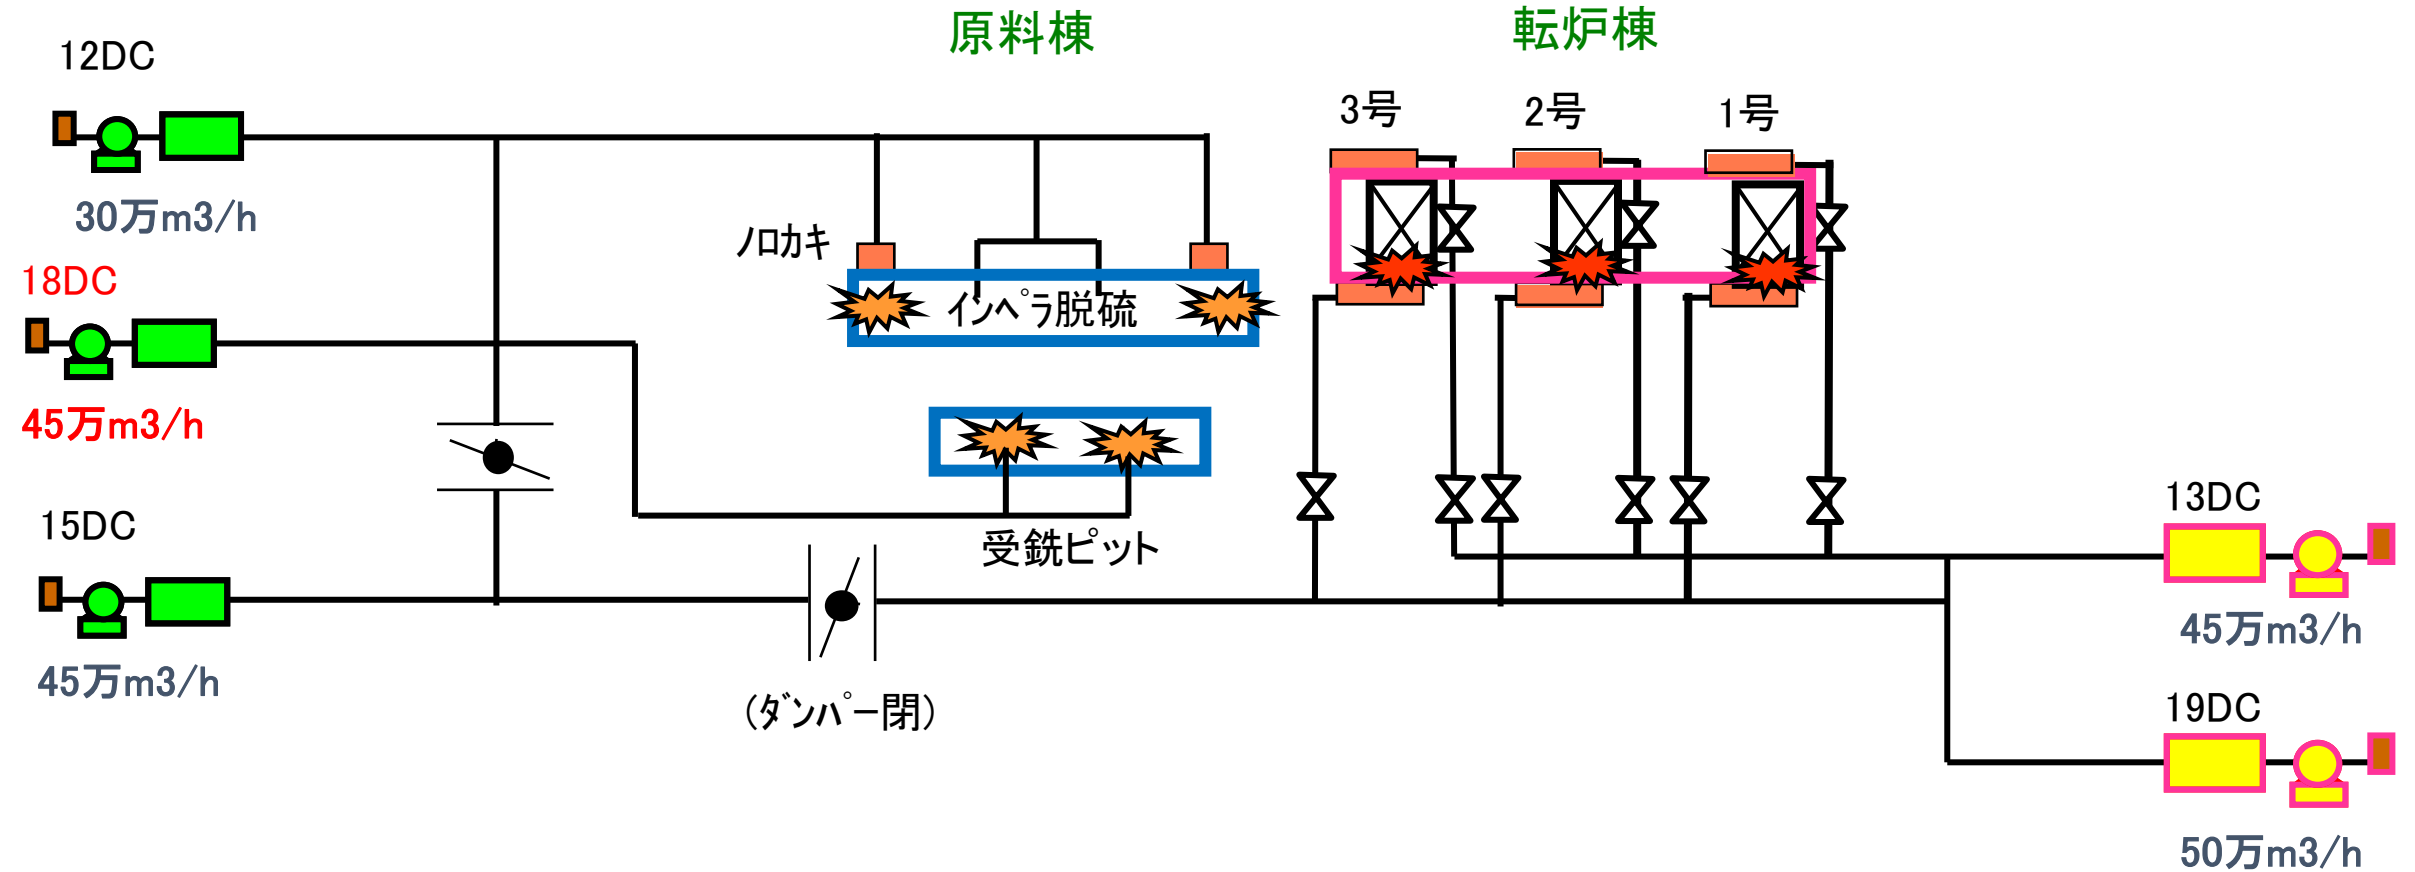 原料棟
転炉棟
12DC
3号
2号
1号
30万m3/h
ﾉﾛｶｷ
18DC
ｲﾝﾍﾟﾗ脱硫
45万m3/h
15DC
受銑ﾋﾟｯﾄ
13DC
45万m3/h
45万m3/h
(ﾀﾞﾝﾊﾟｰ閉)
19DC
50万m3/h